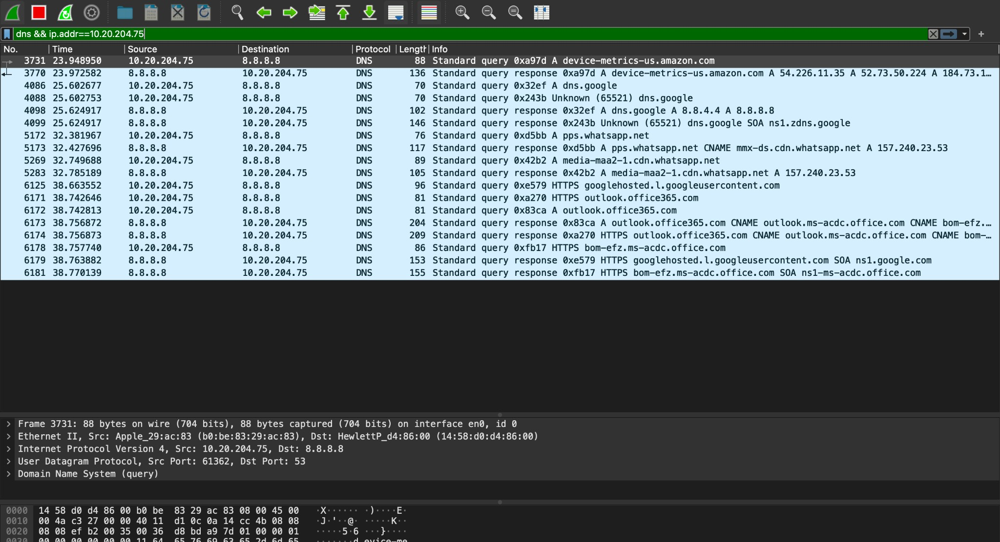 dns && ip.addr==10.20.204.75
No. Time Source Destination Protocol Length Info
3731 23.948950 10.20.204.75 8.8.8.8 DNS 88 Standard query 0xa97d A device-metrics-us.amazon.com
3770 23.972582 8.8.8.8 10.20.204.75 DNS 136 Standard query response 0xa97d A device-metrics-us.amazon.com A 54.226.11.35 A 52.73.50.224 A 184.73.1…
4086 25.602677 10.20.204.75 8.8.8.8 DNS 70 Standard query 0x32ef A dns.google
4088 25.602753 10.20.204.75 8.8.8.8 DNS 70 Standard query 0x243b Unknown (65521) dns.google
4098 25.624917 8.8.8.8 10.20.204.75 DNS 102 Standard query response 0x32ef A dns.google A 8.8.4.4 A 8.8.8.8
4099 25.624917 8.8.8.8 10.20.204.75 DNS 146 Standard query response 0x243b Unknown (65521) dns.google SOA ns1.zdns.google
5172 32.381967 10.20.204.75 8.8.8.8 DNS 76 Standard query 0xd5bb A pps.whatsapp.net
5173 32.427696 8.8.8.8 10.20.204.75 DNS 117 Standard query response 0xd5bb A pps.whatsapp.net CNAME mmx-ds.cdn.whatsapp.net A 157.240.23.53
5269 32.749688 10.20.204.75 8.8.8.8 DNS 89 Standard query 0x42b2 A media-maa2-1.cdn.whatsapp.net
5283 32.785189 8.8.8.8 10.20.204.75 DNS 105 Standard query response 0x42b2 A media-maa2-1.cdn.whatsapp.net A 157.240.23.53
6125 38.663552 10.20.204.75 8.8.8.8 DNS 96 Standard query 0xe579 HTTPS googlehosted.l.googleusercontent.com
6171 38.742646 10.20.204.75 8.8.8.8 DNS 81 Standard query 0xa270 HTTPS outlook.office365.com
6172 38.742813 10.20.204.75 8.8.8.8 DNS 81 Standard query 0x83ca A outlook.office365.com
6173 38.756872 8.8.8.8 10.20.204.75 DNS 204 Standard query response 0x83ca A outlook.office365.com CNAME outlook.ms-acdc.office.com CNAME bom-efz.…
6174 38.756873 8.8.8.8 10.20.204.75 DNS 209 Standard query response 0xa270 HTTPS outlook.office365.com CNAME outlook.ms-acdc.office.com CNAME bom-…
6178 38.757740 10.20.204.75 8.8.8.8 DNS 86 Standard query 0xfb17 HTTPS bom-efz.ms-acdc.office.com
6179 38.763882 8.8.8.8 10.20.204.75 DNS 153 Standard query response 0xe579 HTTPS googlehosted.l.googleusercontent.com SOA ns1.google.com
6181 38.770139 8.8.8.8 10.20.204.75 DNS 155 Standard query response 0xfb17 HTTPS bom-efz.ms-acdc.office.com SOA ns1-ms-acdc.office.com
Frame 3731: 88 bytes on wire (704 bits), 88 bytes captured (704 bits) on interface en0, id 0
Ethernet II, Src: Apple_29:ac:83 (b0:be:83:29:ac:83), Dst: HewlettP_d4:86:00 (14:58:d0:d4:86:00)
Internet Protocol Version 4, Src: 10.20.204.75, Dst: 8.8.8.8
User Datagram Protocol, Src Port: 61362, Dst Port: 53
Domain Name System (query)
0000 14 58 d0 d4 86 00 b0 be 83 29 ac 83 08 00 45 00 ·X······ ·)····E·
0010 00 4a c3 27 00 00 40 11 d1 0c 0a 14 cc 4b 08 08 ·J·'··@· ·····K··
0020 08 08 ef b2 00 35 00 36 d8 bd a9 7d 01 00 00 01 ·····5·6 ···}····
0030 00 00 00 00 00 00 11 64 65 76 69 63 65 2d 6d 65 ·······d evice-me